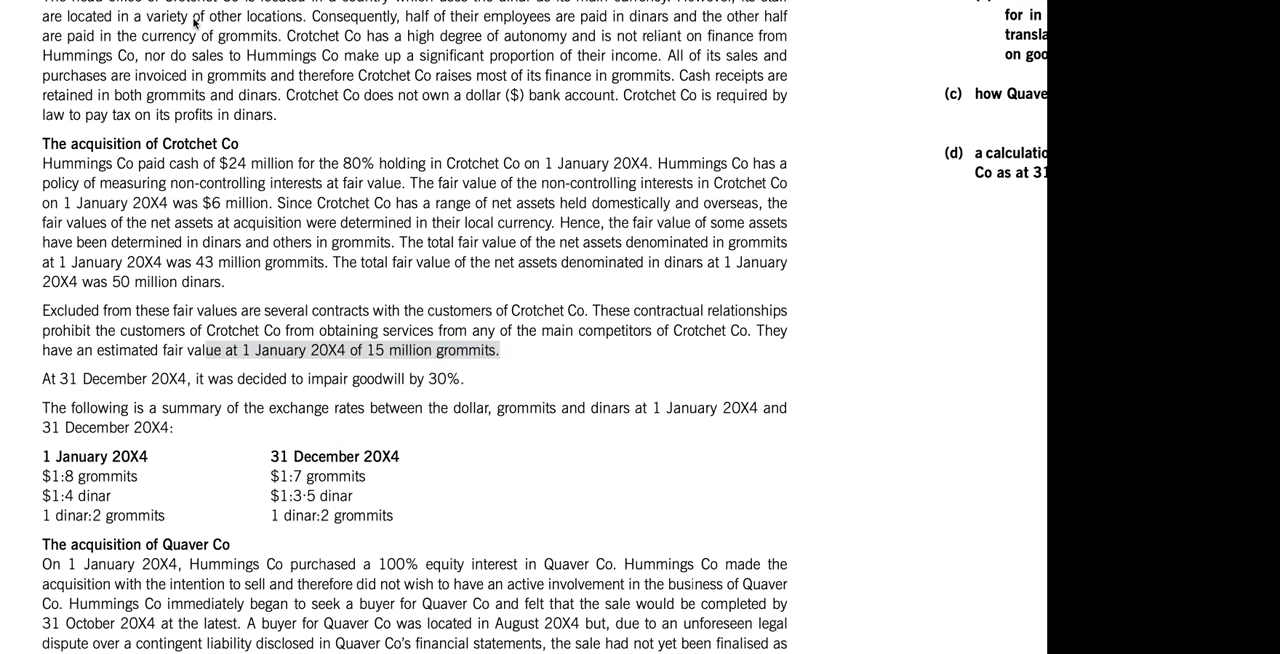 are located in a variety of other locations. Consequently, half of their employees are paid in dinars and the other half
are paid in the currency of grommits. Crotchet Co has a high degree of autonomy and is not reliant on finance from
Hummings Co, nor do sales to Hummings Co make up a significant proportion of their income. All of its sales and
purchases are invoiced in grommits and therefore Crotchet Co raises most of its finance in grommits. Cash receipts are
retained in both grommits and dinars. Crotchet Co does not own a dollar ($) bank account. Crotchet Co is required by
law to pay tax on its profits in dinars.
The acquisition of Crotchet Co
Hummings Co paid cash of $24 million for the 80% holding in Crotchet Co on 1 January 20X4. Hummings Co has a
policy of measuring non-controlling interests at fair value. The fair value of the non-controlling interests in Crotchet Co
on 1 January 20X4 was $6 million. Since Crotchet Co has a range of net assets held domestically and overseas, the
fair values of the net assets at acquisition were determined in their local currency. Hence, the fair value of some assets
have been determined in dinars and others in grommits. The total fair value of the net assets denominated in grommits
at 1 January 20X4 was 43 million grommits. The total fair value of the net assets denominated in dinars at 1 January
20X4 was 50 million dinars.
Excluded from these fair values are several contracts with the customers of Crotchet Co. These contractual relationships
prohibit the customers of Crotchet Co from obtaining services from any of the main competitors of Crotchet Co. They
have an estimated fair value at 1 January 20X4 of 15 million grommits.
At 31 December 20X4, it was decided to impair goodwill by 30%.
The following is a summary of the exchange rates between the dollar, grommits and dinars at 1 January 20X4 and
31 December 20X4:
1 January 20X4 31 December 20X4
$1:8 grommits $1:7 grommits
$1:4 dinar $1:3·5 dinar
1 dinar:2 grommits 1 dinar:2 grommits
The acquisition of Quaver Co
On 1 January 20X4, Hummings Co purchased a 100% equity interest in Quaver Co. Hummings Co made the
acquisition with the intention to sell and therefore did not wish to have an active involvement in the business of Quaver
Co. Hummings Co immediately began to seek a buyer for Quaver Co and felt that the sale would be completed by
31 October 20X4 at the latest. A buyer for Quaver Co was located in August 20X4 but, due to an unforeseen legal
dispute over a contingent liability disclosed in Quaver Co's financial statements, the sale had not yet been finalised as
for in
transla
on goo
(c) how Quave
(d) a calculatio
Co as at 31